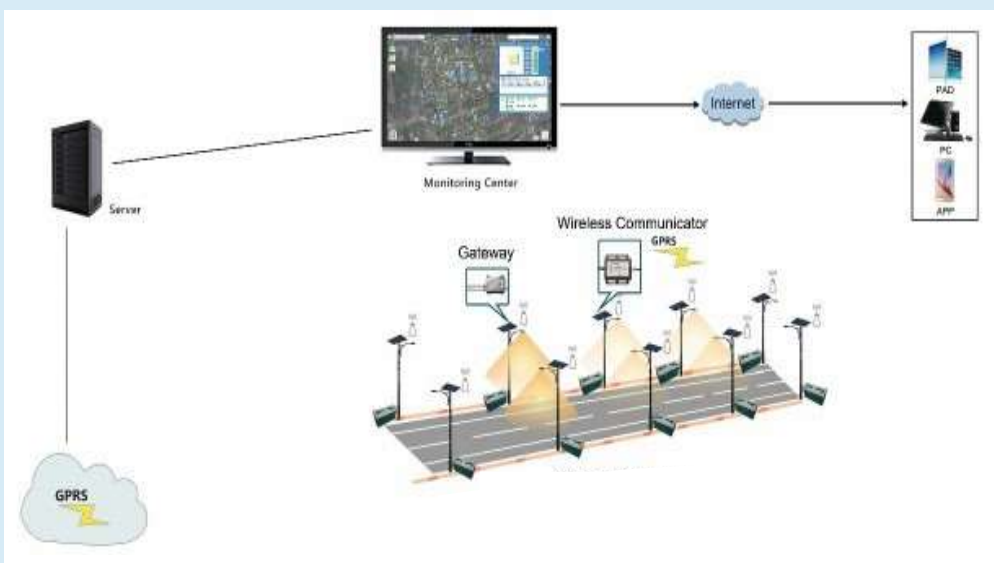 Internet
PAD
PC
APP
Monitoring Center
Server
Wireless Communicator
GPRS
Gateway
GPRS